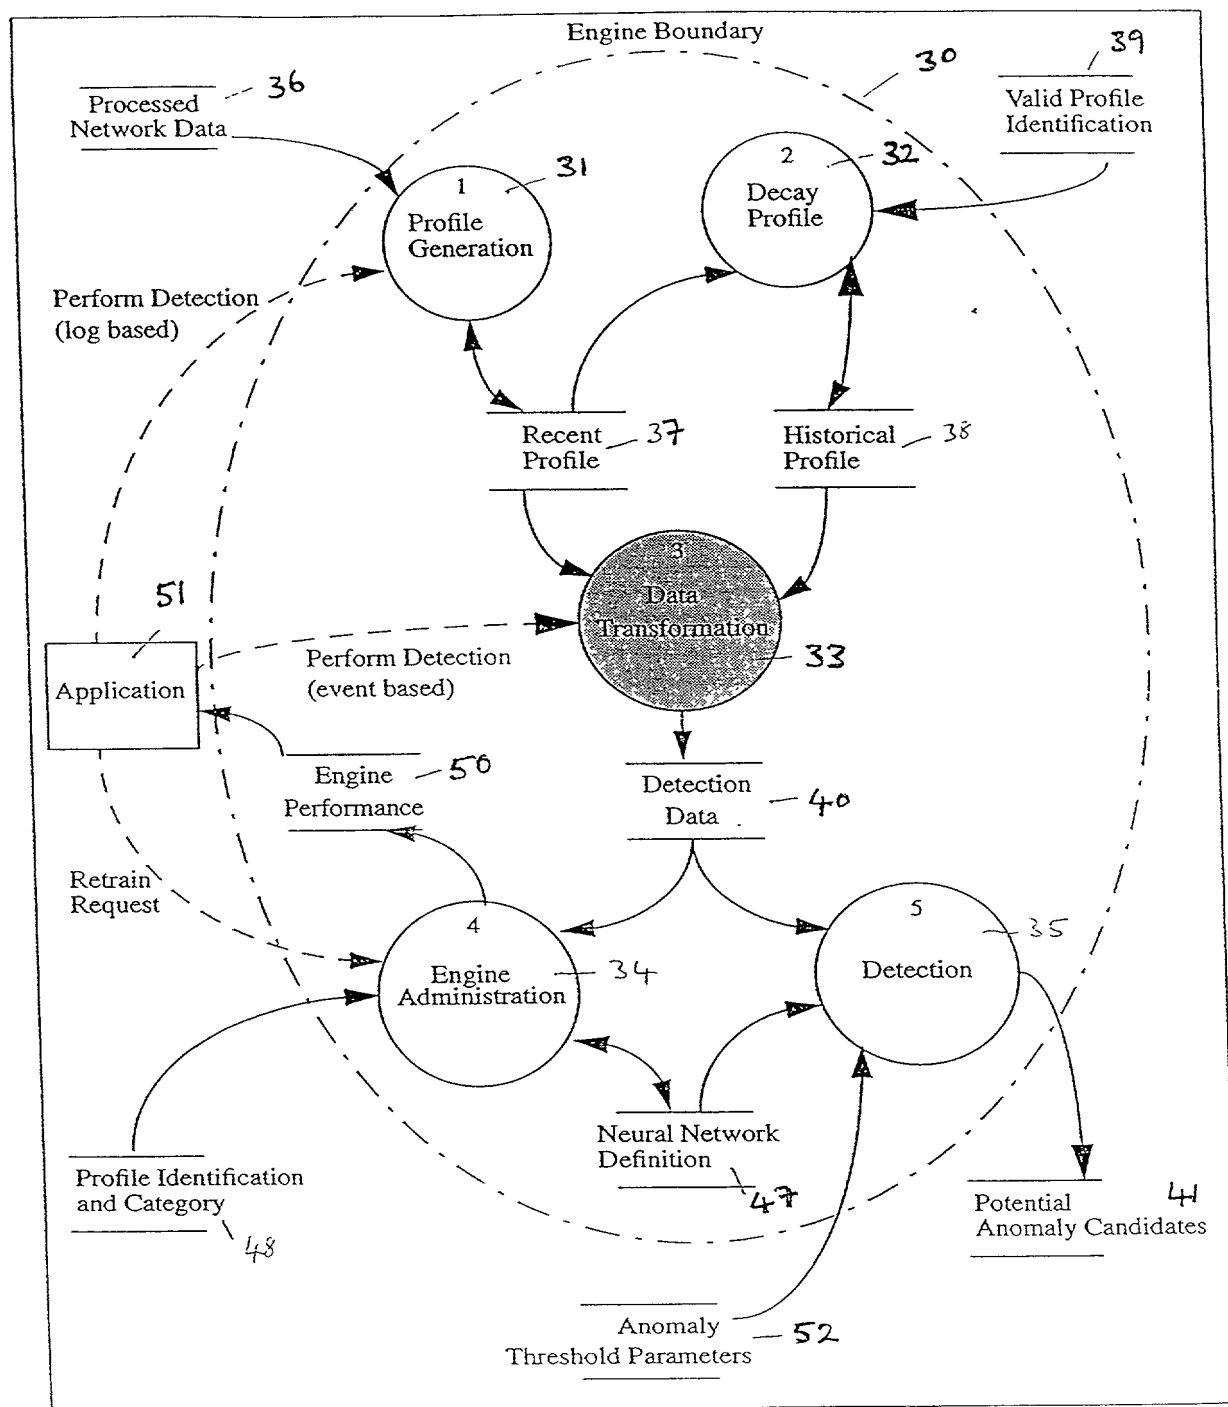 Engine Boundary
39
30
36
Processed
Network Data
Valid Profile
Identification
1
31
Profile
Generation
2
32
Decay
Profile
Perform Detection
(log based)
Recent
Profile
37
Historical
Profile
38
3
Data
Transformation
33
51
Application
Perform Detection
(event based)
Engine
Performance
50
Detection
Data
40
Retrain
Request
4
Engine
Administration
34
5
35
Detection
Neural Network
Definition
47
Profile Identification
and Category
48
Potential
Anomaly Candidates
41
Anomaly
Threshold Parameters
52